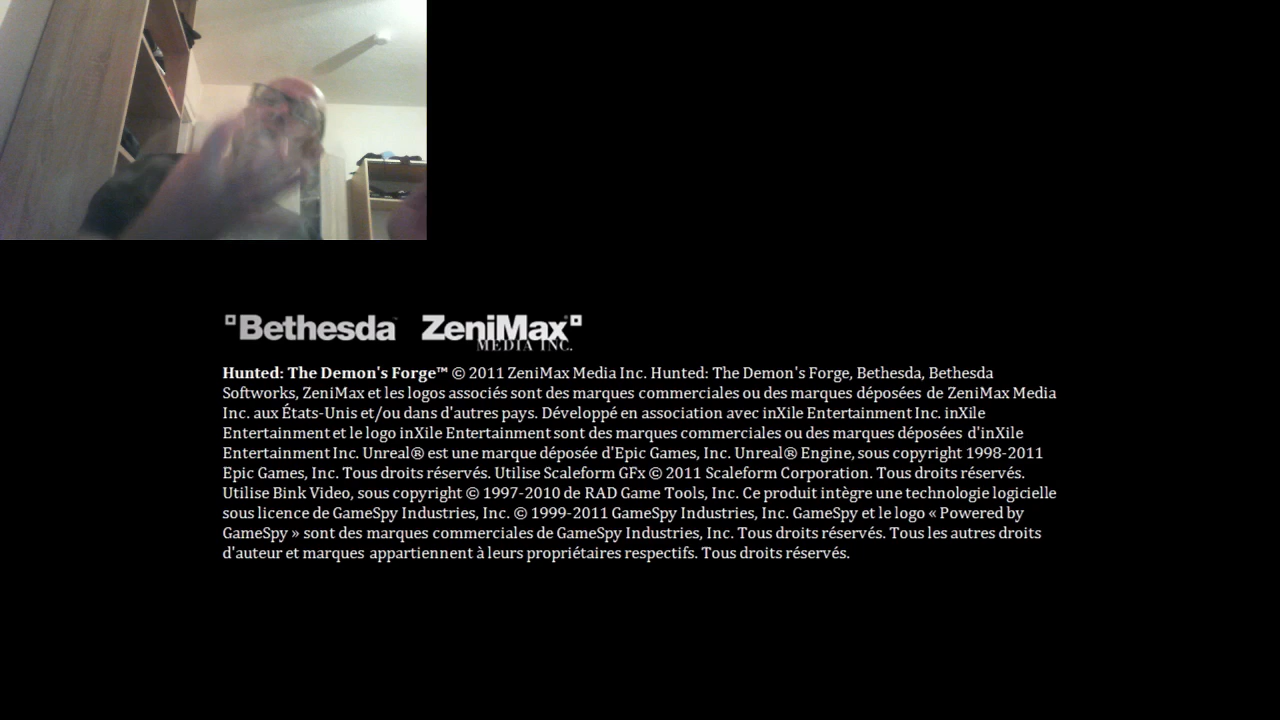 Bethesda ZeniMax
MEDIA INC.
Hunted: The Demon's Forge™ © 2011 ZeniMax Media Inc. Hunted: The Demon's Forge, Bethesda, Bethesda
Softworks, ZeniMax et les logos associés sont des marques commerciales ou des marques déposées de ZeniMax Media
Inc. aux États-Unis et/ou dans d'autres pays. Développé en association avec inXile Entertainment Inc. inXile
Entertainment et le logo inXile Entertainment sont des marques commerciales ou des marques déposées d'inXile
Entertainment Inc. Unreal® est une marque déposée d'Epic Games, Inc. Unreal® Engine, sous copyright 1998-2011
Epic Games, Inc. Tous droits réservés. Utilise Scaleform GFx © 2011 Scaleform Corporation. Tous droits réservés.
Utilise Bink Video, sous copyright © 1997-2010 de RAD Game Tools, Inc. Ce produit intègre une technologie logicielle
sous licence de GameSpy Industries, Inc. © 1999-2011 GameSpy Industries, Inc. GameSpy et le logo « Powered by
GameSpy » sont des marques commerciales de GameSpy Industries, Inc. Tous droits réservés. Tous les autres droits
d'auteur et marques appartiennent à leurs propriétaires respectifs. Tous droits réservés.